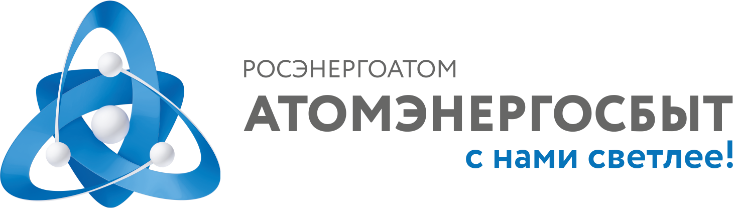 РОСЭНЕРГОАТОМ
АТОМЭНЕРГОСБЫТ
с нами светлее!